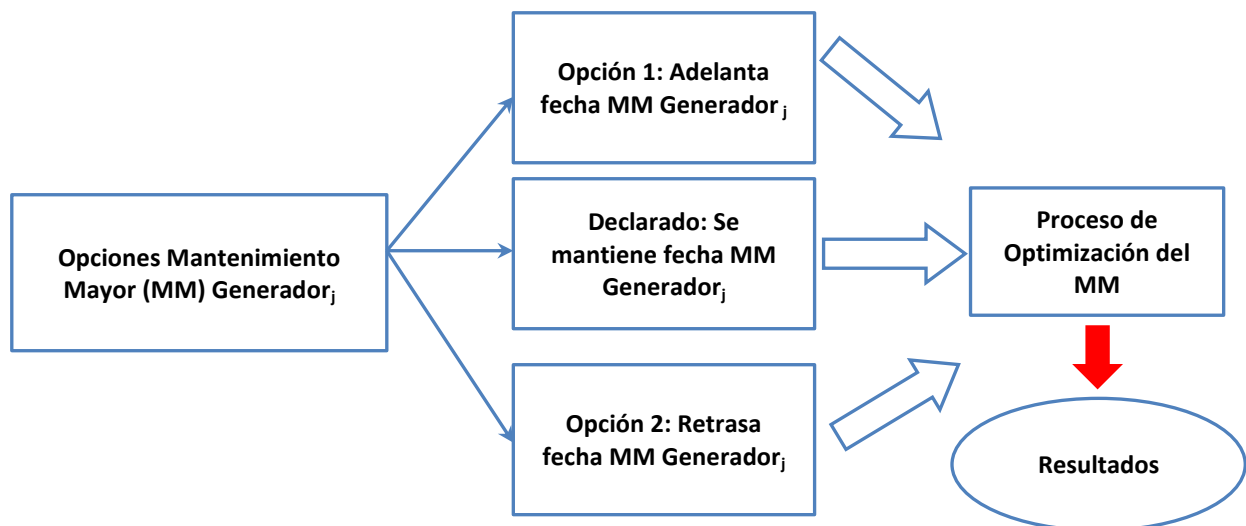 Opciones Mantenimiento
Mayor (MM) Generadorj
Opción 1: Adelanta
fecha MM Generador j
Declarado: Se
mantiene fecha MM
Generadorj
Opción 2: Retrasa
fecha MM Generadorj
Proceso de
Optimización del
MM
Resultados